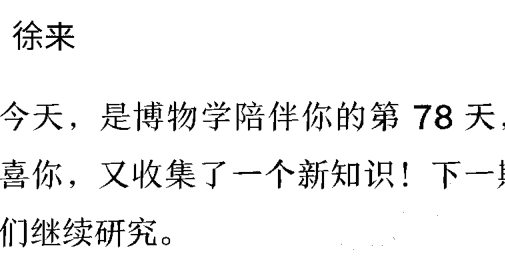 徐来
今天，是博物学陪伴你的第 78 天，
喜你，又收集了一个新知识！下一
们继续研究。